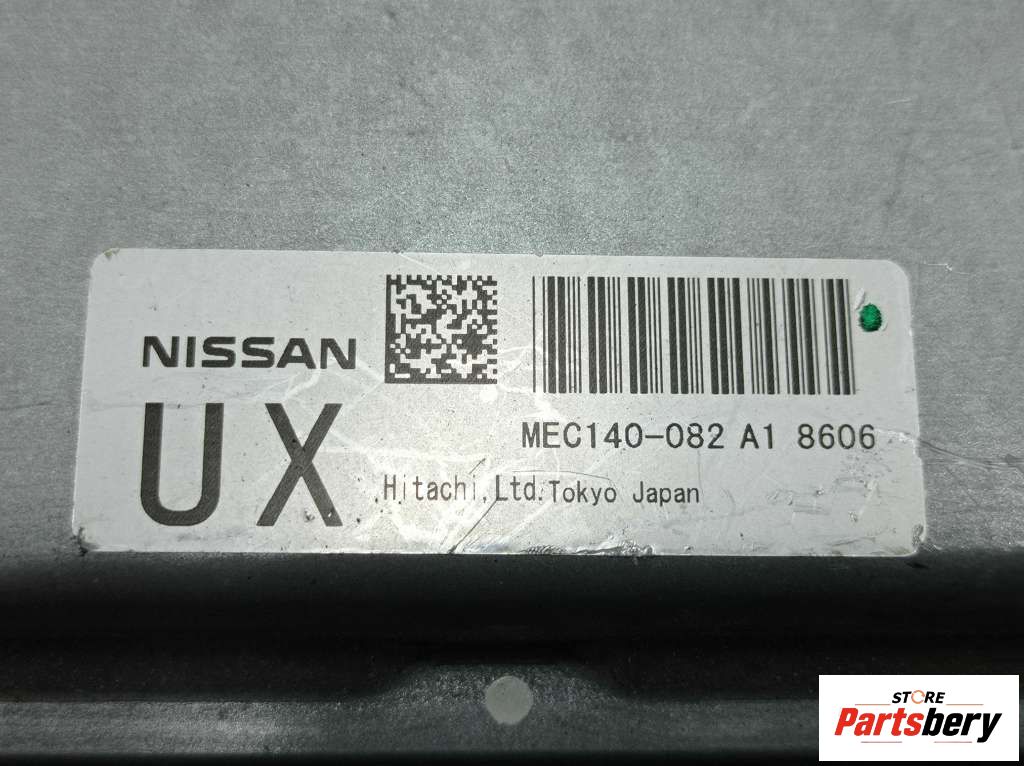 NISSAN
UX
MEC140-082 A1 8606
Hitachi,Ltd.Tokyo Japan
STORE
Partsbery